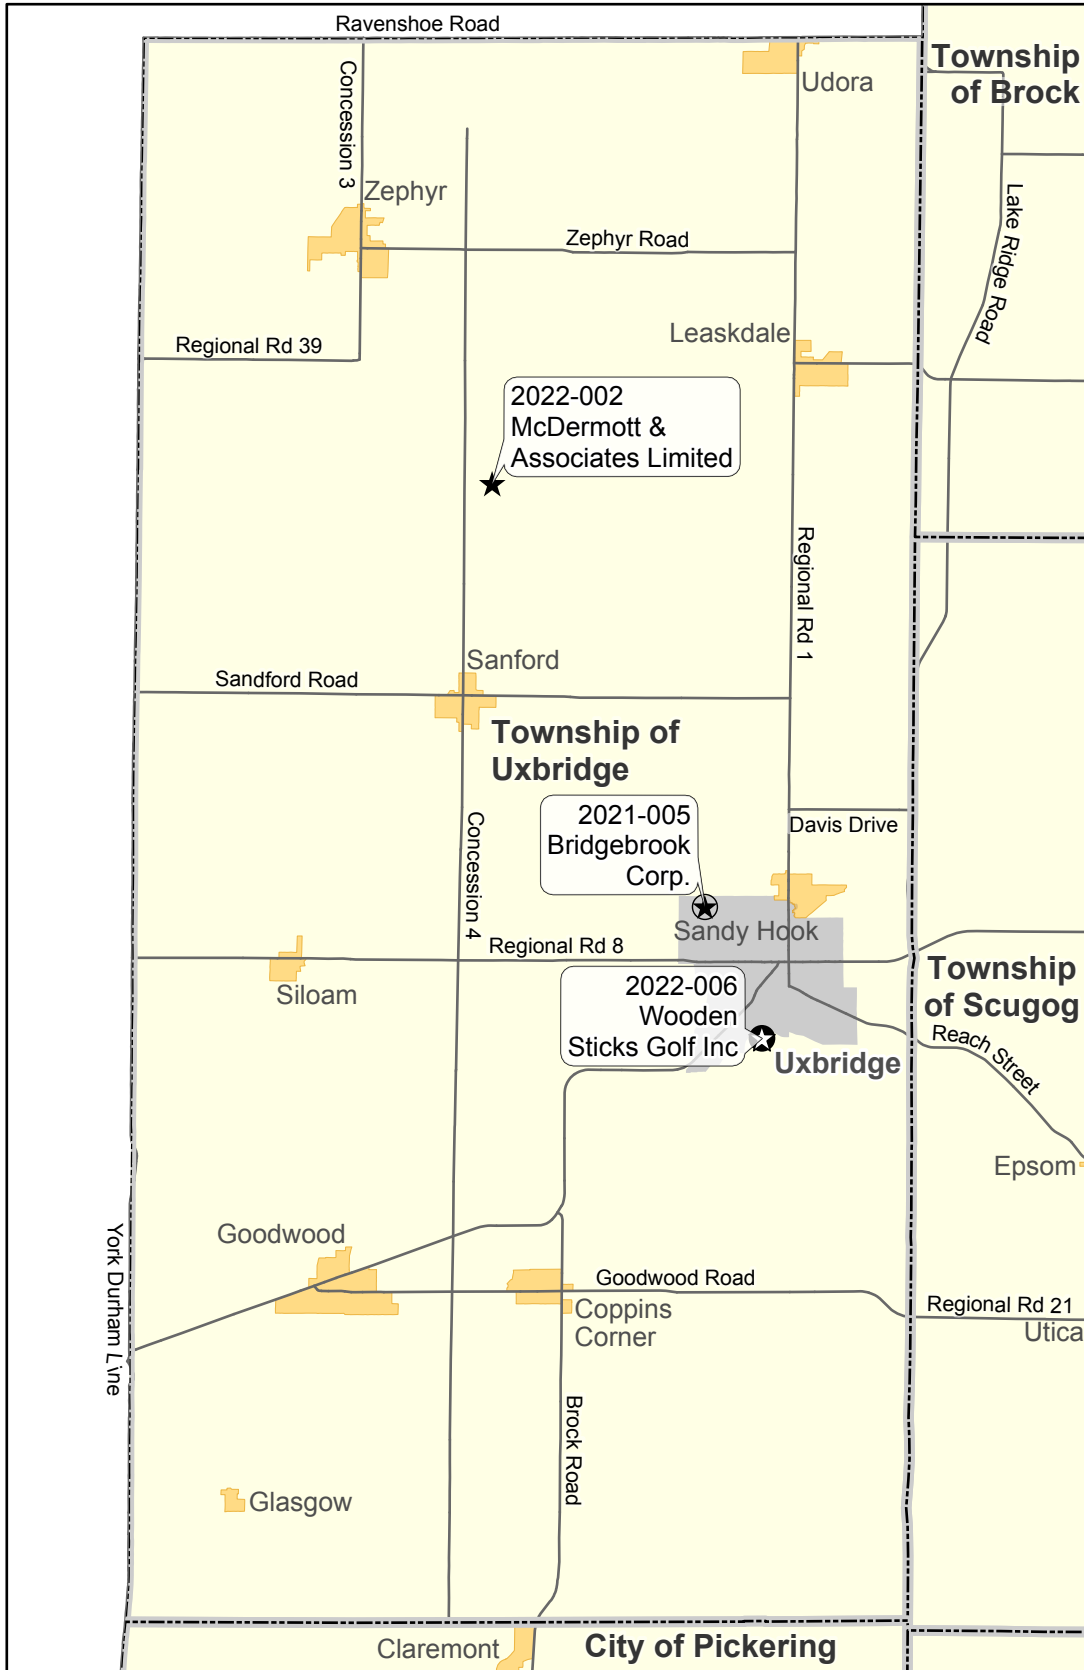 Ravenshoe Road
Township
of Brock
Udora
Concession 3
Zephyr
Lake Ridge Road
Zephyr Road
Leaskdale
Regional Rd 39
2022-002
McDermott &
Associates Limited
Regional Rd 1
Sanford
Sandford Road
Township of
Uxbridge
2021-005
Bridgebrook
Corp.
Davis Drive
Concession 4
Sandy Hook
Regional Rd 8
Siloam
Township
of Scugog
2022-006
Wooden
Sticks Golf Inc
Uxbridge
Reach Street
Epsom
Goodwood
York Durham Line
Goodwood Road
Regional Rd 21
Coppins
Corner
Utica
Brock Road
Glasgow
Claremont
City of Pickering